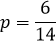 p = 6/14